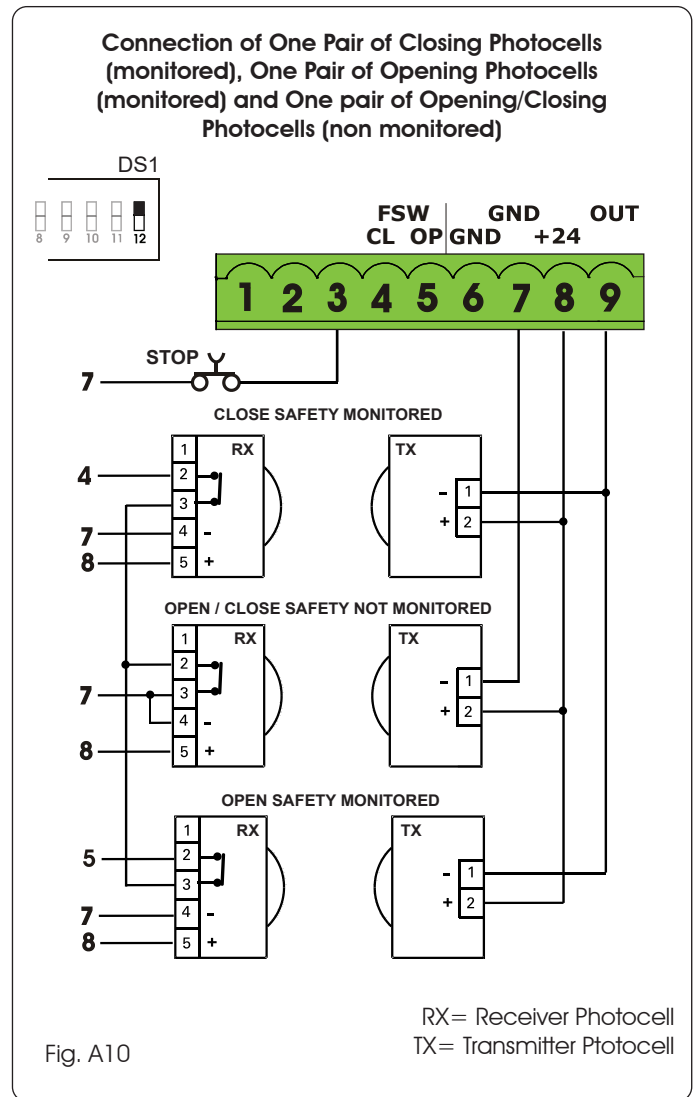 Connection of One Pair of Closing Photocells
(monitored), One Pair of Opening Photocells
(monitored) and One pair of Opening/Closing
Photocells (non monitored)
DS1
8 9 10 11 12
FSW GND OUT
CL OP GND +24
1 2 3 4 5 6 7 8 9
STOP
7
CLOSE SAFETY MONITORED
1 RX TX
4 2
3 - 1
7 4 - + 2
8 5 +
OPEN / CLOSE SAFETY NOT MONITORED
1 RX TX
2
7 3 - 1
4 - + 2
8 5 +
OPEN SAFETY MONITORED
1 RX TX
5 2
3 - 1
7 4 - + 2
8 5 +
RX= Receiver Photocell
Fig. A10 TX= Transmitter Ptotocell